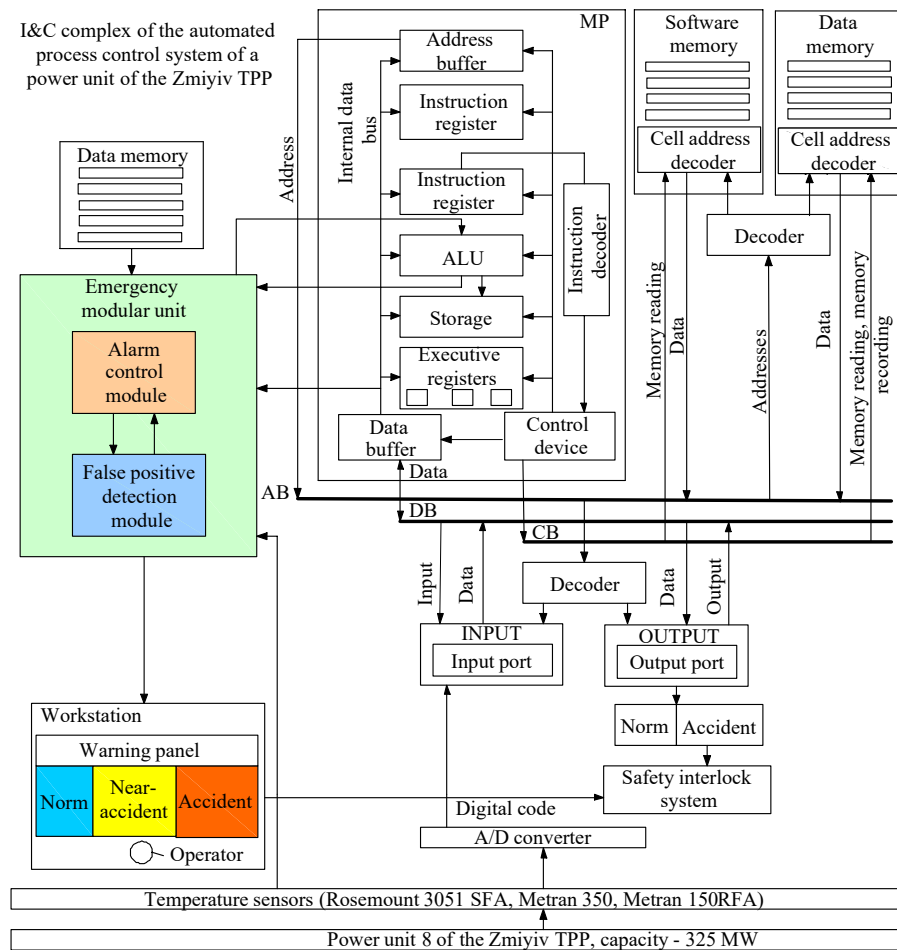 I&C complex of the automated
process control system of a
power unit of the Zmiyiv TPP
MP
Software
memory
Data
memory
Address
buffer
Instruction
register
Internal data
bus
Address
Cell address
decoder
Cell address
decoder
Data memory
Instruction
register
Instruction
decoder
Decoder
ALU
Emergency
modular unit
Storage
Memory reading
Data
Addresses
Data
Memory reading, memory
recording
Alarm
control
module
Executive
registers
Data
buffer
Control
device
Data
False positive
detection
module
AB
DB
CB
Input
Data
Decoder
Data
Output
INPUT
Input port
OUTPUT
Output port
Workstation
Warning panel
Norm
Near-
accident
Accident
Operator
Norm
Accident
Safety interlock
system
Digital code
A/D converter
Temperature sensors (Rosemount 3051 SFA, Metran 350, Metran 150RFA)
Power unit 8 of the Zmiyiv TPP, capacity - 325 MW